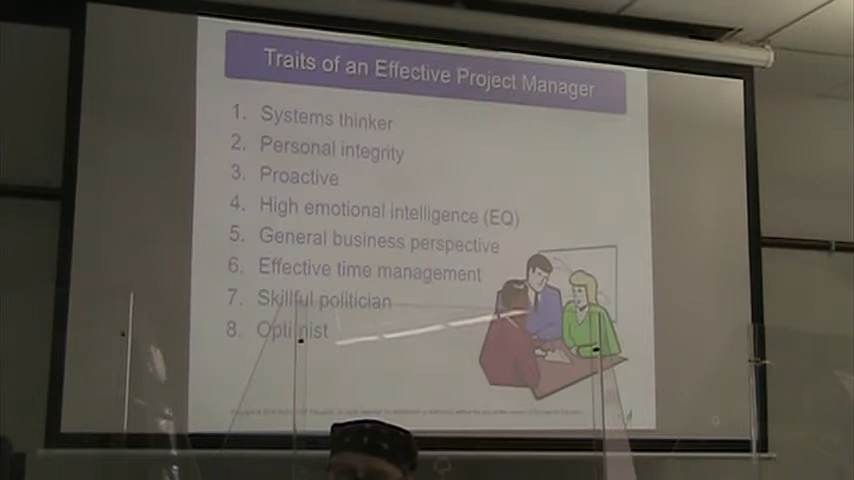 Traits of an Effective Project Manager
1. Systems thinker
2. Personal integrity
3. Proactive
4. High emotional intelligence (EQ)
5. General business perspective
6. Effective time management
7. Skillful politician
8. Optimist